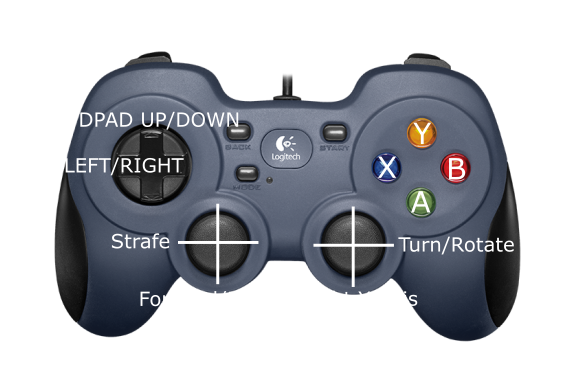 DPAD UP/DOWN
Y
BACK
START
Logitech
LEFT/RIGHT
X
B
MODE
A
Strafe
Turn/Rotate